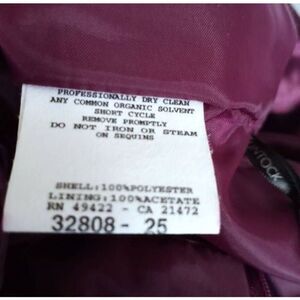 PROFESSIONALLY DRY CLEAN
ANY COMMON ORGANIC SOLVENT
SHORT CYCLE
REMOVE PROMPTLY
DO NOT IRON OR STEAM
ON SEQUINS
SHELL:100%POLYESTER
LINING:100%ACETATE
RN 49422 - CA 21472
32808 - 25